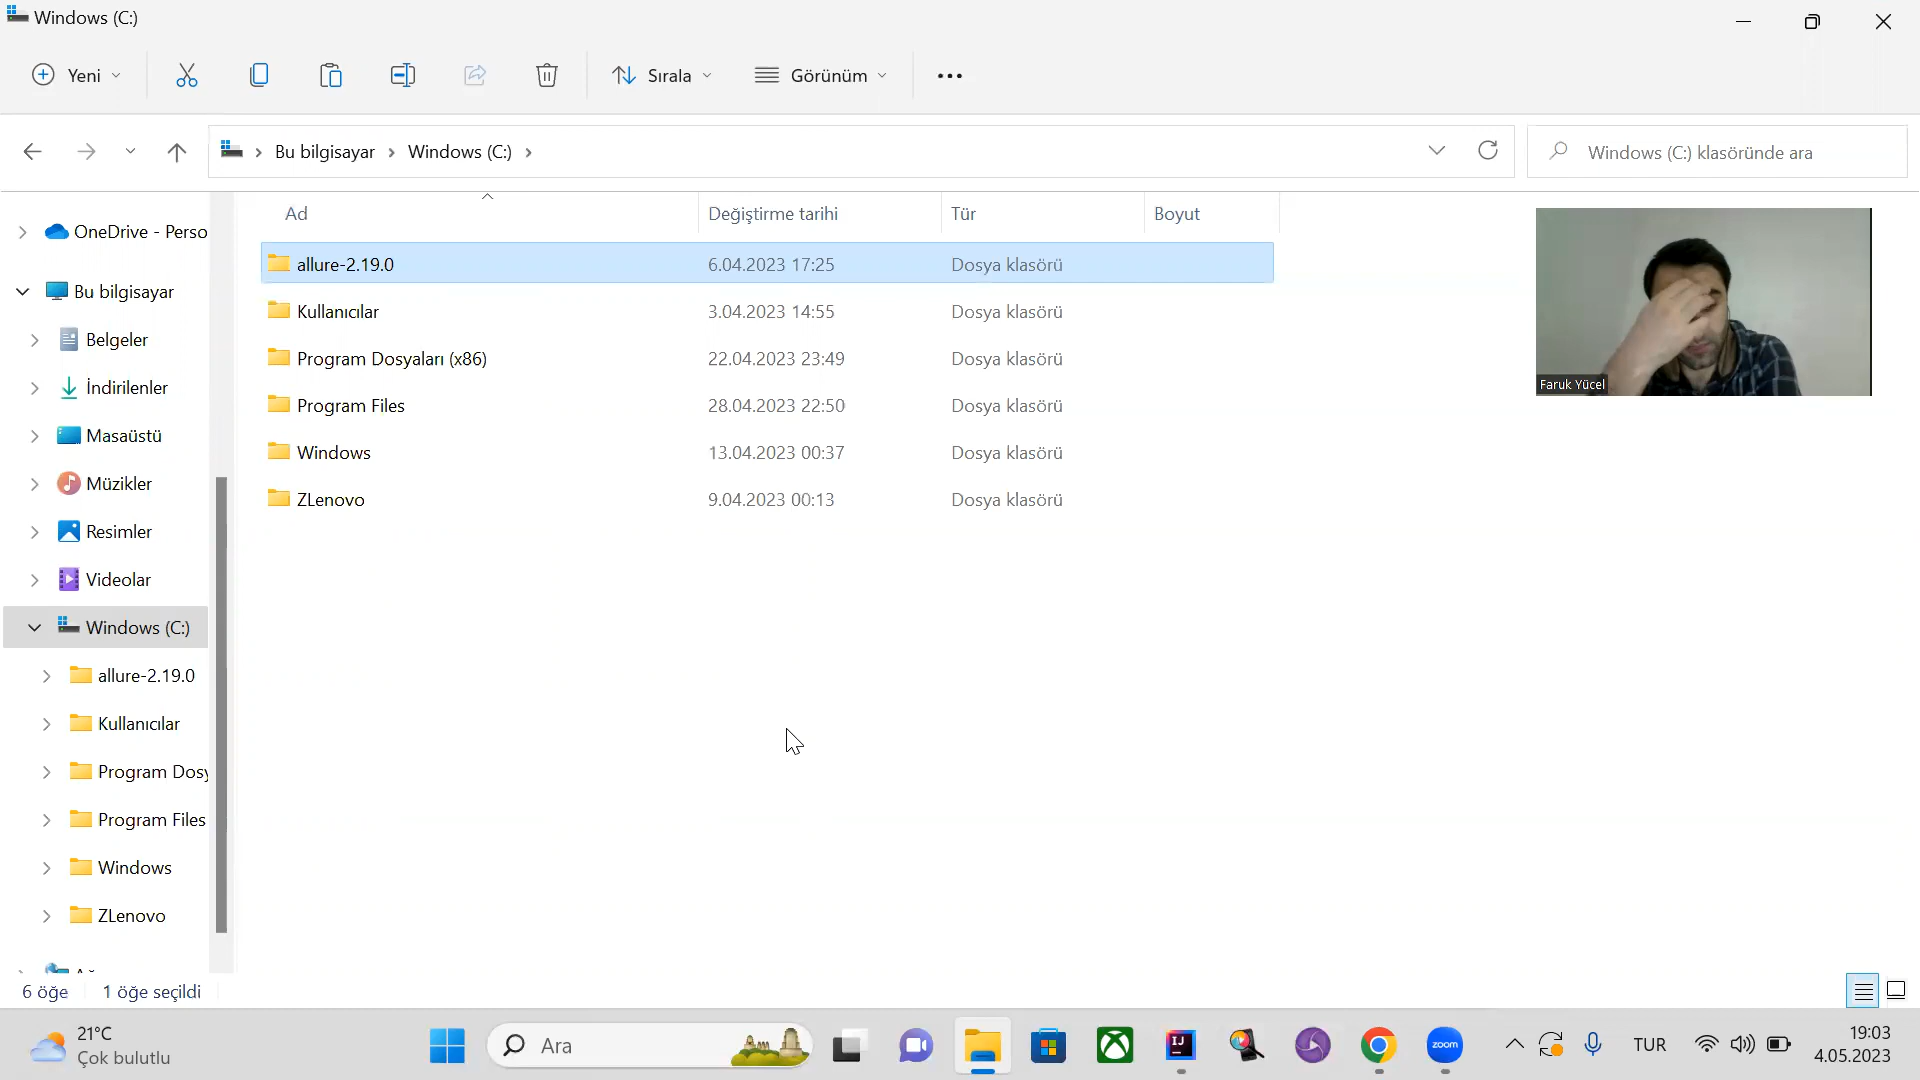 Windows (C:)
Yeni
Sırala
Görünüm
Bu bilgisayar
Windows (C:)
Windows (C:) klasöründe ara
Ad
Değiştirme tarihi
Tür
Boyut
allure-2.19.0
6.04.2023 17:25
Dosya klasörü
Kullanıcılar
3.04.2023 14:55
Dosya klasörü
Program Dosyaları (x86)
22.04.2023 23:49
Dosya klasörü
Program Files
28.04.2023 22:50
Dosya klasörü
Windows
13.04.2023 00:37
Dosya klasörü
ZLenovo
9.04.2023 00:13
Dosya klasörü
OneDrive - Perso
Bu bilgisayar
Belgeler
İndirilenler
Masaüstü
Müzikler
Resimler
Videolar
Windows (C:)
allure-2.19.0
Kullanıcılar
Program Dosy
Program Files
Windows
ZLenovo
Faruk Yücel
6 öğe
1 öğe seçildi
21°C
Çok bulutlu
Ara
IJ
zoom
TUR
19:03
4.05.2023